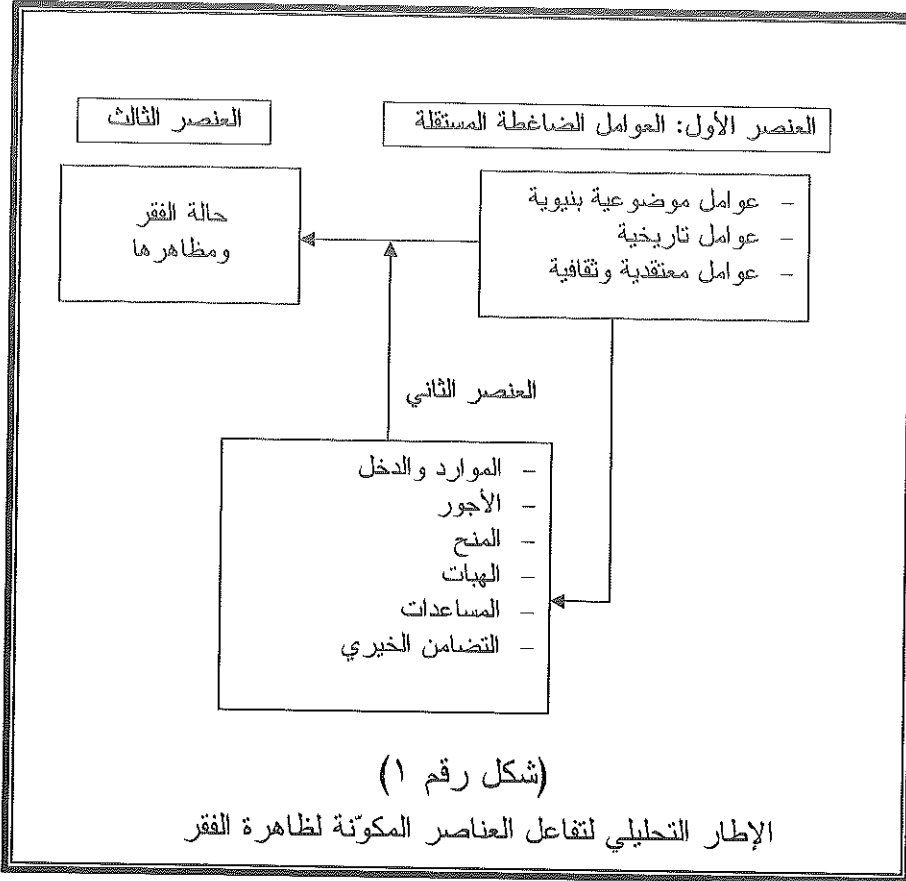 العنصر الأول: العوامل الضاغطة المستقلة
العنصر الثالث
– عوامل موضوعية بنيوية
– عوامل تاريخية
– عوامل معتقدية وثقافية
حالة الفقر
ومظاهرها
العنصر الثاني
– الموارد والدخل
– الأجور
– المنح
– الهبات
– المساعدات
– التضامن الخيري
(شكل رقم ١)
الإطار التحليلي لتفاعل العناصر المكوّنة لظاهرة الفقر